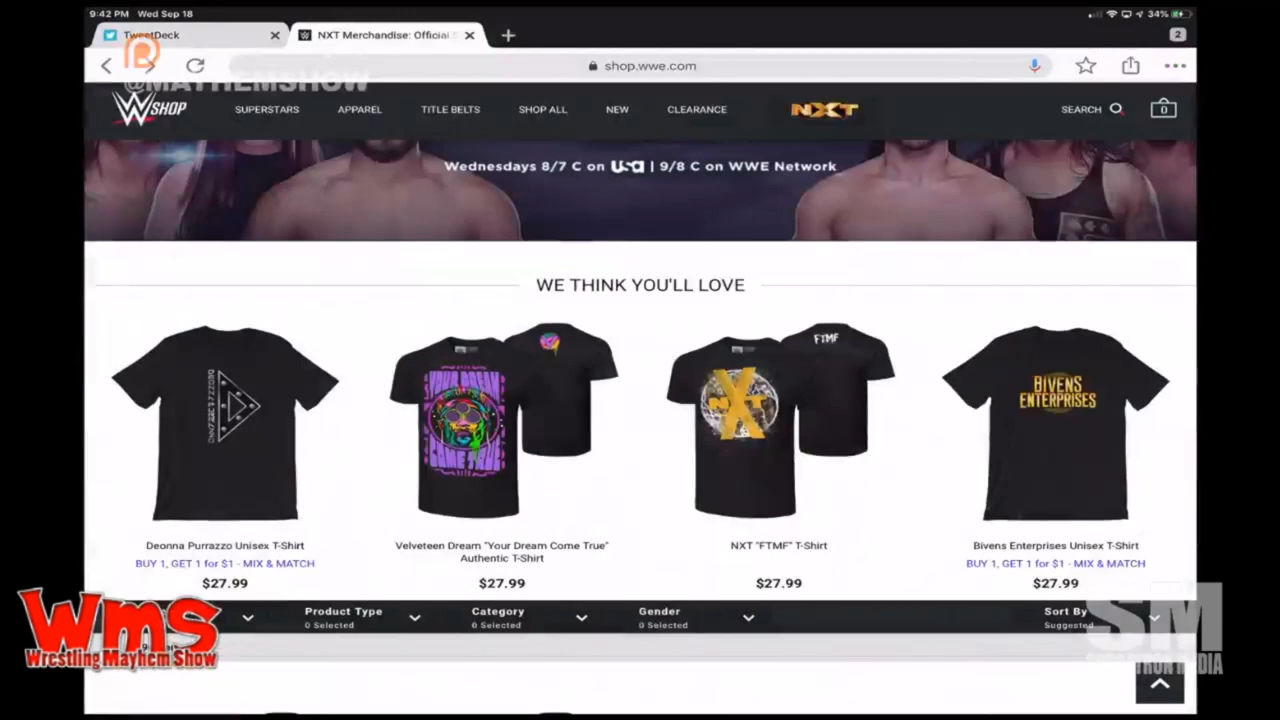 9:42 PM Wed Sep 18
34%
TweetDeck
NXT Merchandise: Official
2
shop.wwe.com
@MAYHEMSHOW
W SHOP
SUPERSTARS
APPAREL
TITLE BELTS
SHOP ALL
NEW
CLEARANCE
NXT
SEARCH
0
Wednesdays 8/7 C on USA | 9/8 C on WWE Network
WE THINK YOU'LL LOVE
FTMF
NXT
BIVENS
ENTERPRISES
Deonna Purrazzo Unisex T-Shirt
BUY 1, GET 1 for $1 - MIX & MATCH
$27.99
Velveteen Dream "Your Dream Come True"
Authentic T-Shirt
$27.99
NXT "FTMF" T-Shirt
$27.99
Bivens Enterprises Unisex T-Shirt
BUY 1, GET 1 for $1 - MIX & MATCH
$27.99
Product Type
0 Selected
Category
0 Selected
Gender
0 Selected
Sort By
Suggested
WMS
Wrestling Mayhem Show
SM